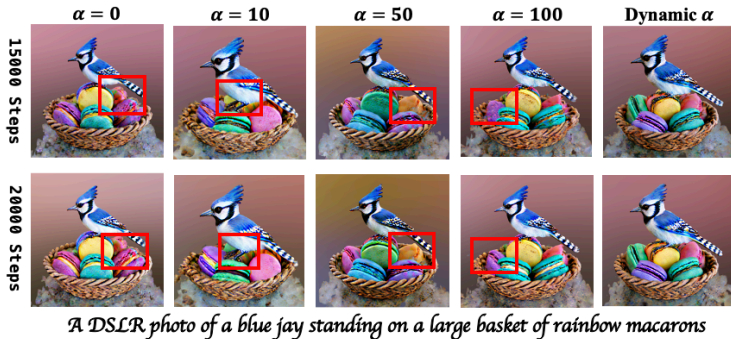 α = 0 α = 10 α = 50 α = 100 Dynamic α
15000 Steps
20000 Steps
A DSLR photo of a blue jay standing on a large basket of rainbow macarons